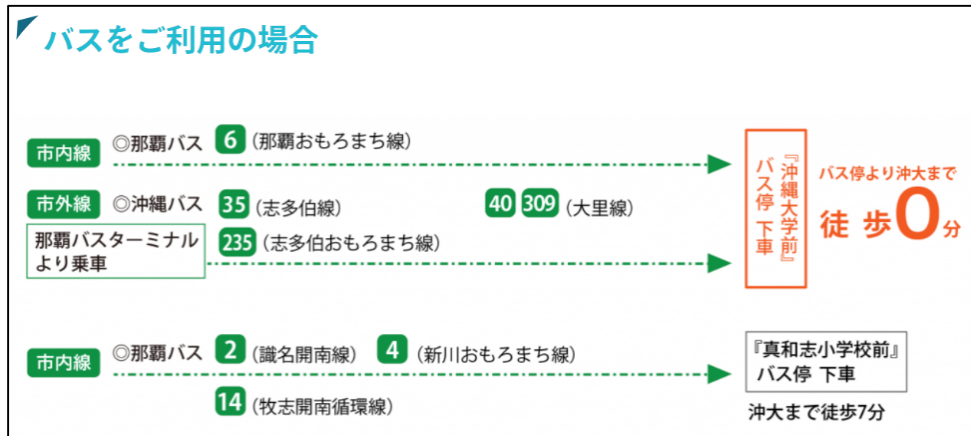 バスをご利用の場合
市内線 ◎那覇バス 6 (那覇おもろまち線)
市外線 ◎沖縄バス 35 (志多伯線) 40 309 (大里線)
那覇バスターミナル
より乗車
235 (志多伯おもろまち線)
『沖縄大学前』
バス停 下車
バス停より沖大まで
徒歩0分
市内線 ◎那覇バス 2 (識名開南線) 4 (新川おもろまち線)
14 (牧志開南循環線)
『真和志小学校前』
バス停 下車
沖大まで徒歩7分